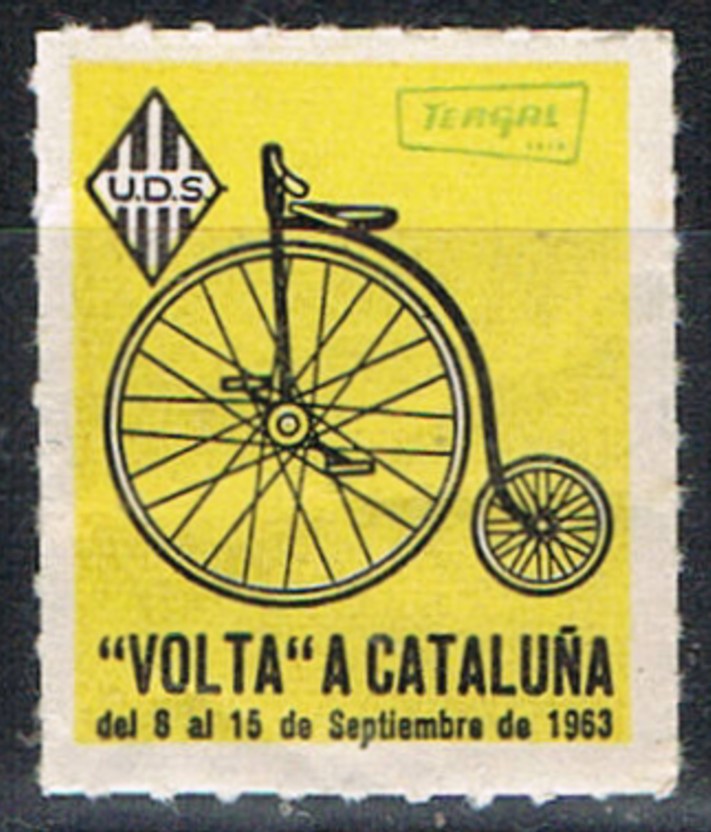 U.D.S.
TERGAL
"VOLTA" A CATALUÑA
del 8 al 15 de Septiembre de 1963